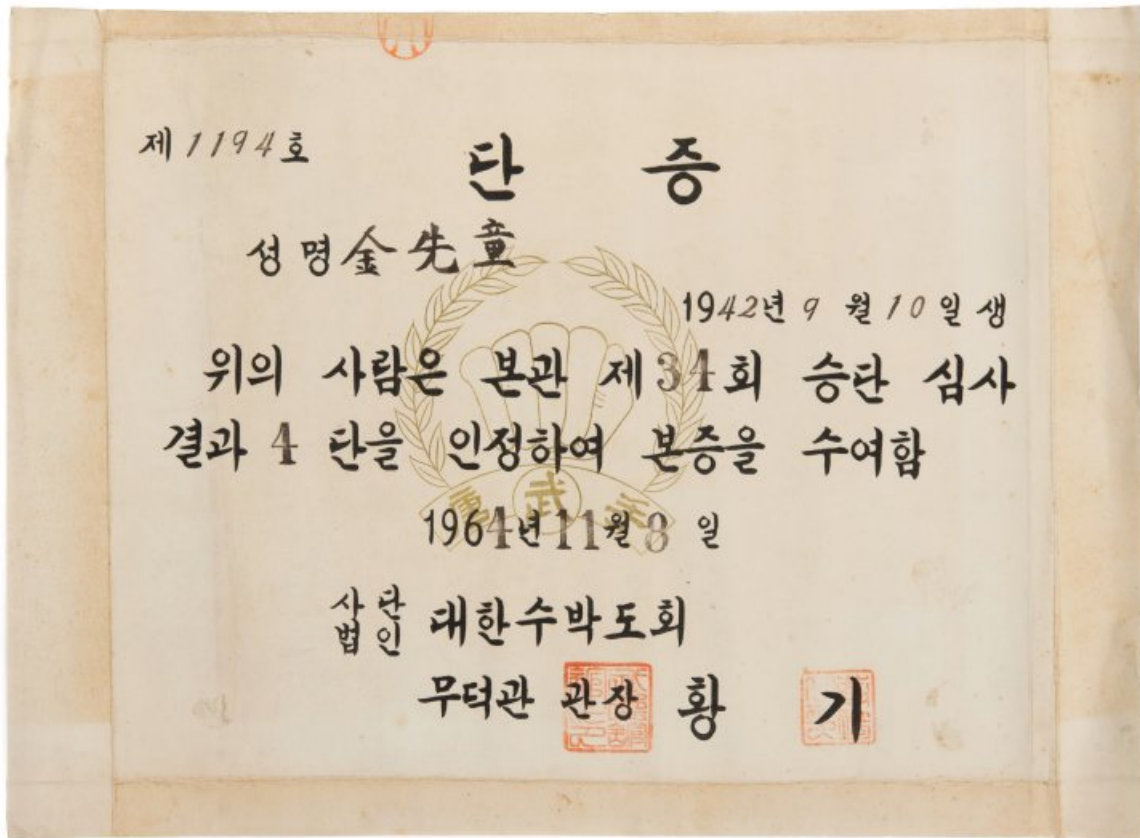 제 1194 호
단 증
성명 金先童
1942년 9 월 10 일 생
위의 사람은 본관 제 34 회 승단 심사
결과 4 단을 인정하여 본증을 수여함
1964년 11월 8 일
사단
법인 대한수박도회
무덕관 관장 황 기